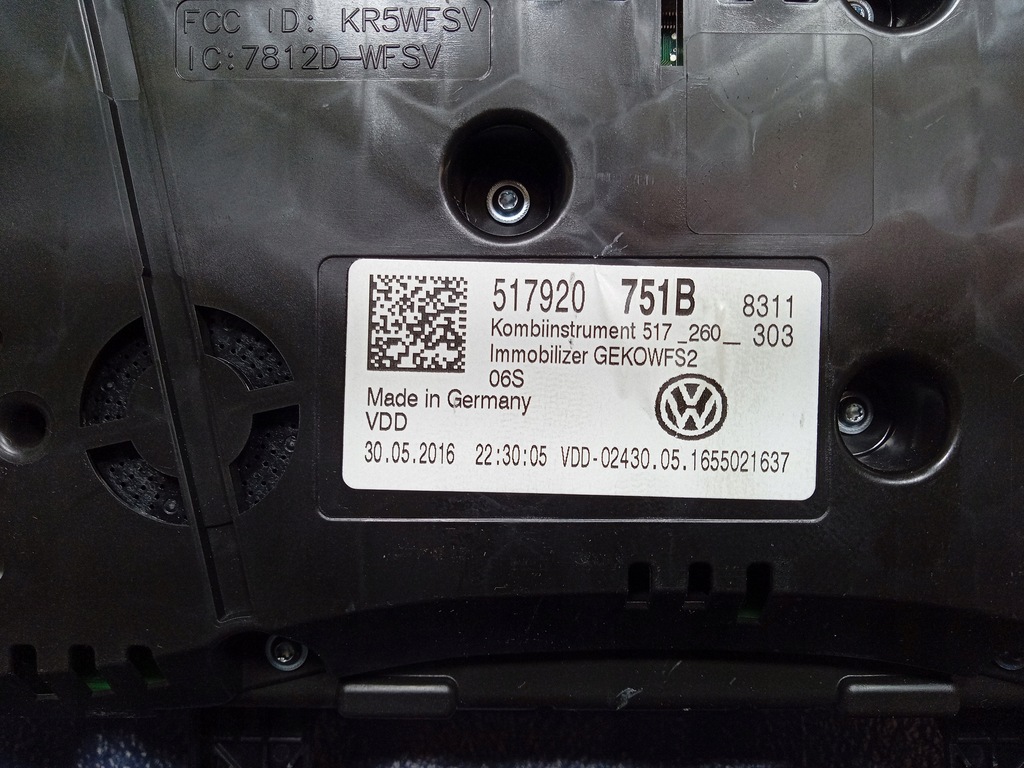 FCC ID: KR5WFSV
IC:7812D-WFSV
517920 751B 8311
Kombiinstrument 517_260_ 303
Immobilizer GEKOWFS2
06S
Made in Germany
VDD
30.05.2016 22:30:05 VDD-02430.05.1655021637